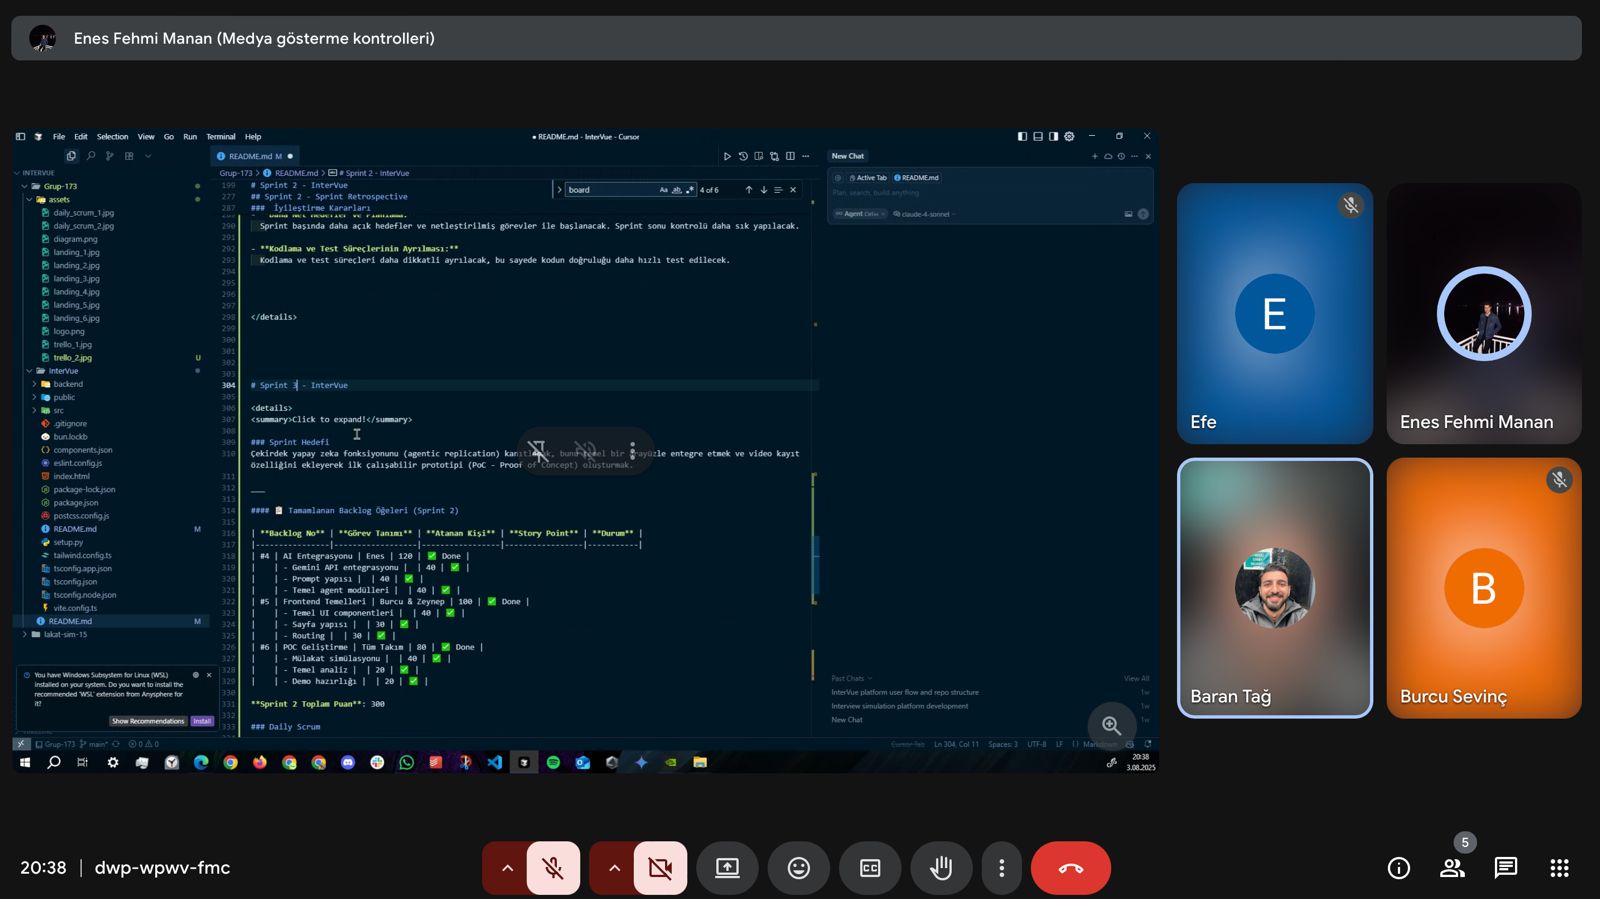 Enes Fehmi Manan (Medya gösterme kontrolleri)
File Edit Selection View Go Run Terminal Help
● README.md - InterVue - Cursor
INTERVUE
Grup-173
assets
daily_scrum_1.jpg
daily_scrum_2.jpg
diagram.png
landing_1.jpg
landing_2.jpg
landing_3.jpg
landing_4.jpg
landing_5.jpg
landing_6.jpg
logo.png
trello_1.jpg
trello_2.jpg U
InterVue
backend
public
src
.gitignore
bun.lockb
components.json
eslint.config.js
index.html
package-lock.json
package.json
postcss.config.js
README.md M
setup.py
tailwind.config.ts
tsconfig.app.json
tsconfig.json
tsconfig.node.json
vite.config.ts
README.md M
lakat-sim-15
You have Windows Subsystem for Linux (WSL)
installed on your system. Do you want to install the
recommended 'WSL' extension from Anysphere for
it?
Show Recommendations Install
README.md M ●
Grup-173 > README.md > # Sprint 2 - InterVue
board Aa ab 4 of 6
199 # Sprint 2 - InterVue
277 ## Sprint 2 - Sprint Retrospective
287 ### İyileştirme Kararları
290 Sprint başında daha açık hedefler ve netleştirilmiş görevler ile başlanacak. Sprint sonu kontrolü daha sık yapılacak.
291
292 - **Kodlama ve Test Süreçlerinin Ayrılması:**
293 Kodlama ve test süreçleri daha dikkatli ayrılacak, bu sayede kodun doğruluğu daha hızlı test edilecek.
294
295
296
297
298 </details>
299
300
301
302
303
304 # Sprint 3 - InterVue
305
306 <details>
307 <summary>Click to expand!</summary>
308
309 ### Sprint Hedefi
310 Çekirdek yapay zeka fonksiyonunu (agentic replication) bir entegre etmek ve video kayıt
özelliğini ekleyerek ilk çalışabilir prototipi (PoC - Proof of Concept) oluşturmak.
311
312 ___
313
314 #### 📋 Tamamlanan Backlog Öğeleri (Sprint 2)
315
316 | **Backlog No** | **Görev Tanımı** | **Atanan Kişi** | **Story Point** | **Durum** |
317 |----------------|------------------|-----------------|-----------------|-----------|
318 | #4 | AI Entegrasyonu | Enes | 120 | ✅ Done |
319 | | - Gemini API entegrasyonu | | 40 | ✅ |
320 | | - Prompt yapısı | | 40 | ✅ |
321 | | - Temel agent modülleri | | 40 | ✅ |
322 | #5 | Frontend Temelleri | Burcu & Zeynep | 100 | ✅ Done |
323 | | - Temel UI componentleri | | 40 | ✅ |
324 | | - Sayfa yapısı | | 30 | ✅ |
325 | | - Routing | | 30 | ✅ |
326 | #6 | POC Geliştirme | Tüm Takım | 80 | ✅ Done |
327 | | - Mülakat simülasyonu | | 40 | ✅ |
328 | | - Temel analiz | | 20 | ✅ |
329 | | - Demo hazırlığı | | 20 | ✅ |
330
331 **Sprint 2 Toplam Puan**: 300
332
333 ### Daily Scrum
New Chat
@ Active Tab README.md
Plan, search, build anything
Agent claude-4-sonnet
Past Chats View All
InterVue platform user flow and repo structure 1w
Interview simulation platform development 1w
New Chat 1w
Grup-173 main* 0 0
Cursor Tab Ln 304, Col 11 Spaces: 3 UTF-8 LF
20:38
3.08.2025
E
Efe
Enes Fehmi Manan
Baran Tağ
B
Burcu Sevinç
20:38 | dwp-wpwv-fmc
5